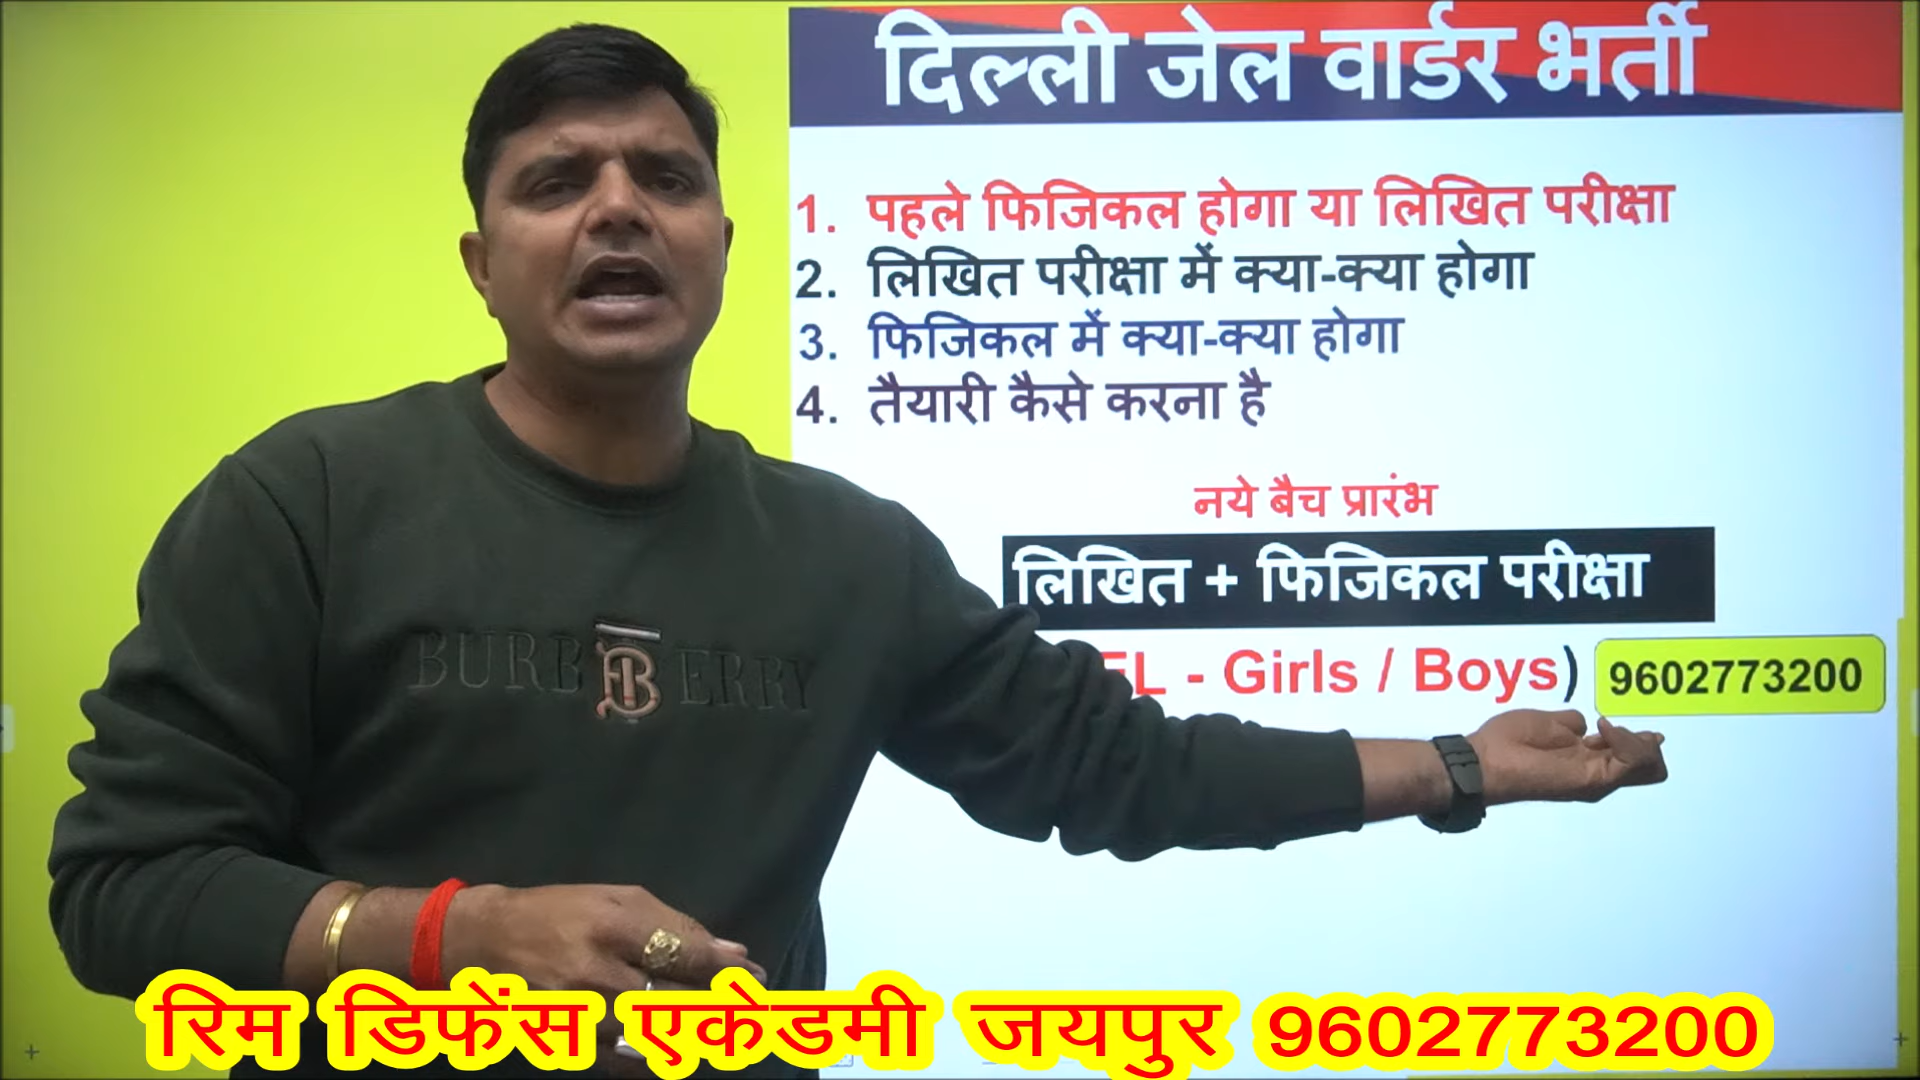 दिल्ली जेल वार्डर भर्ती
1. पहले फिजिकल होगा या लिखित परीक्षा
2. लिखित परीक्षा में क्या-क्या होगा
3. फिजिकल में क्या-क्या होगा
4. तैयारी कैसे करना है
नये बैच प्रारंभ
लिखित + फिजिकल परीक्षा
- Girls / Boys) 9602773200
BURBERRY
रिम डिफेंस एकेडमी जयपुर 9602773200